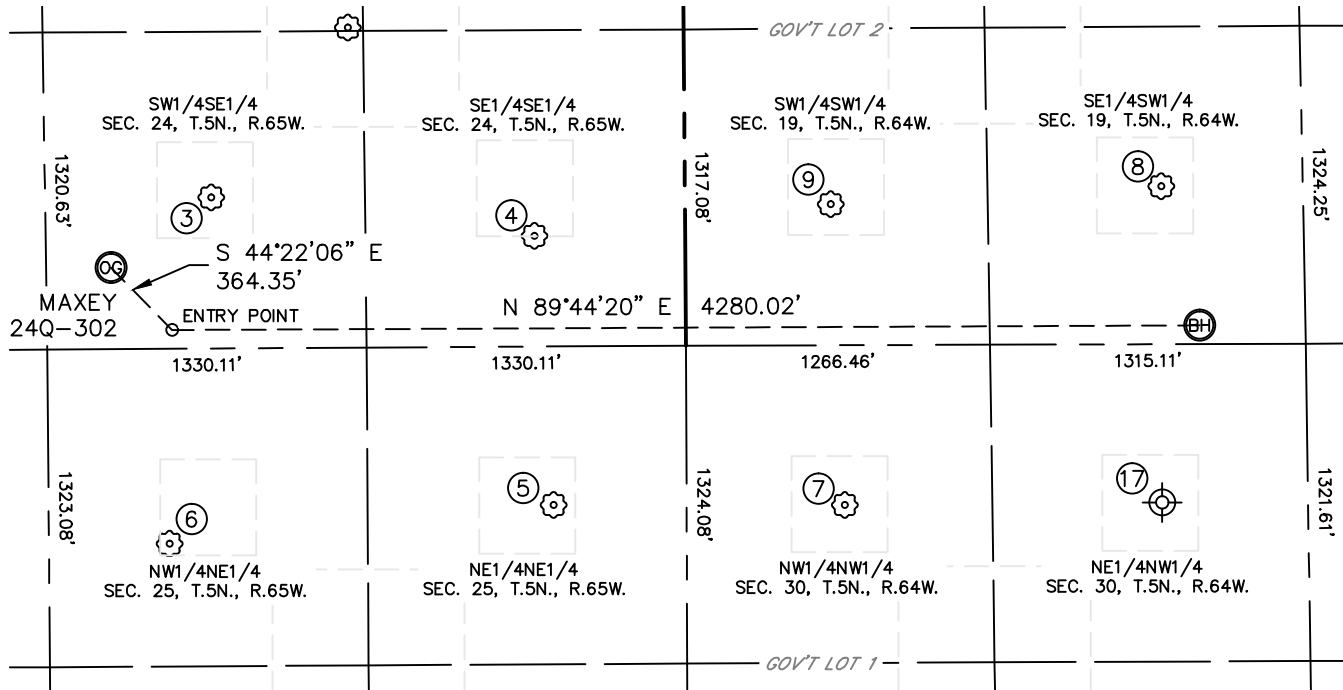 GOV'T LOT 2
SW1/4SE1/4
SEC. 24, T.5N., R.65W.
SE1/4SE1/4
SEC. 24, T.5N., R.65W.
SW1/4SW1/4
SEC. 19, T.5N., R.64W.
SE1/4SW1/4
SEC. 19, T.5N., R.64W.
1320.63'
3
4
1317.08'
9
8
1324.25'
OG
S 44°22'06” E
364.35'
MAXEY
24Q-302
ENTRY POINT
N 89°44'20” E
4280.02'
BH
1330.11'
1330.11'
1266.46'
1315.11'
1323.08'
6
5
1324.08'
7
17
1321.61'
NW1/4NE1/4
SEC. 25, T.5N., R.65W.
NE1/4NE1/4
SEC. 25, T.5N., R.65W.
NW1/4NW1/4
SEC. 30, T.5N., R.64W.
NE1/4NW1/4
SEC. 30, T.5N., R.64W.
GOV'T LOT 1